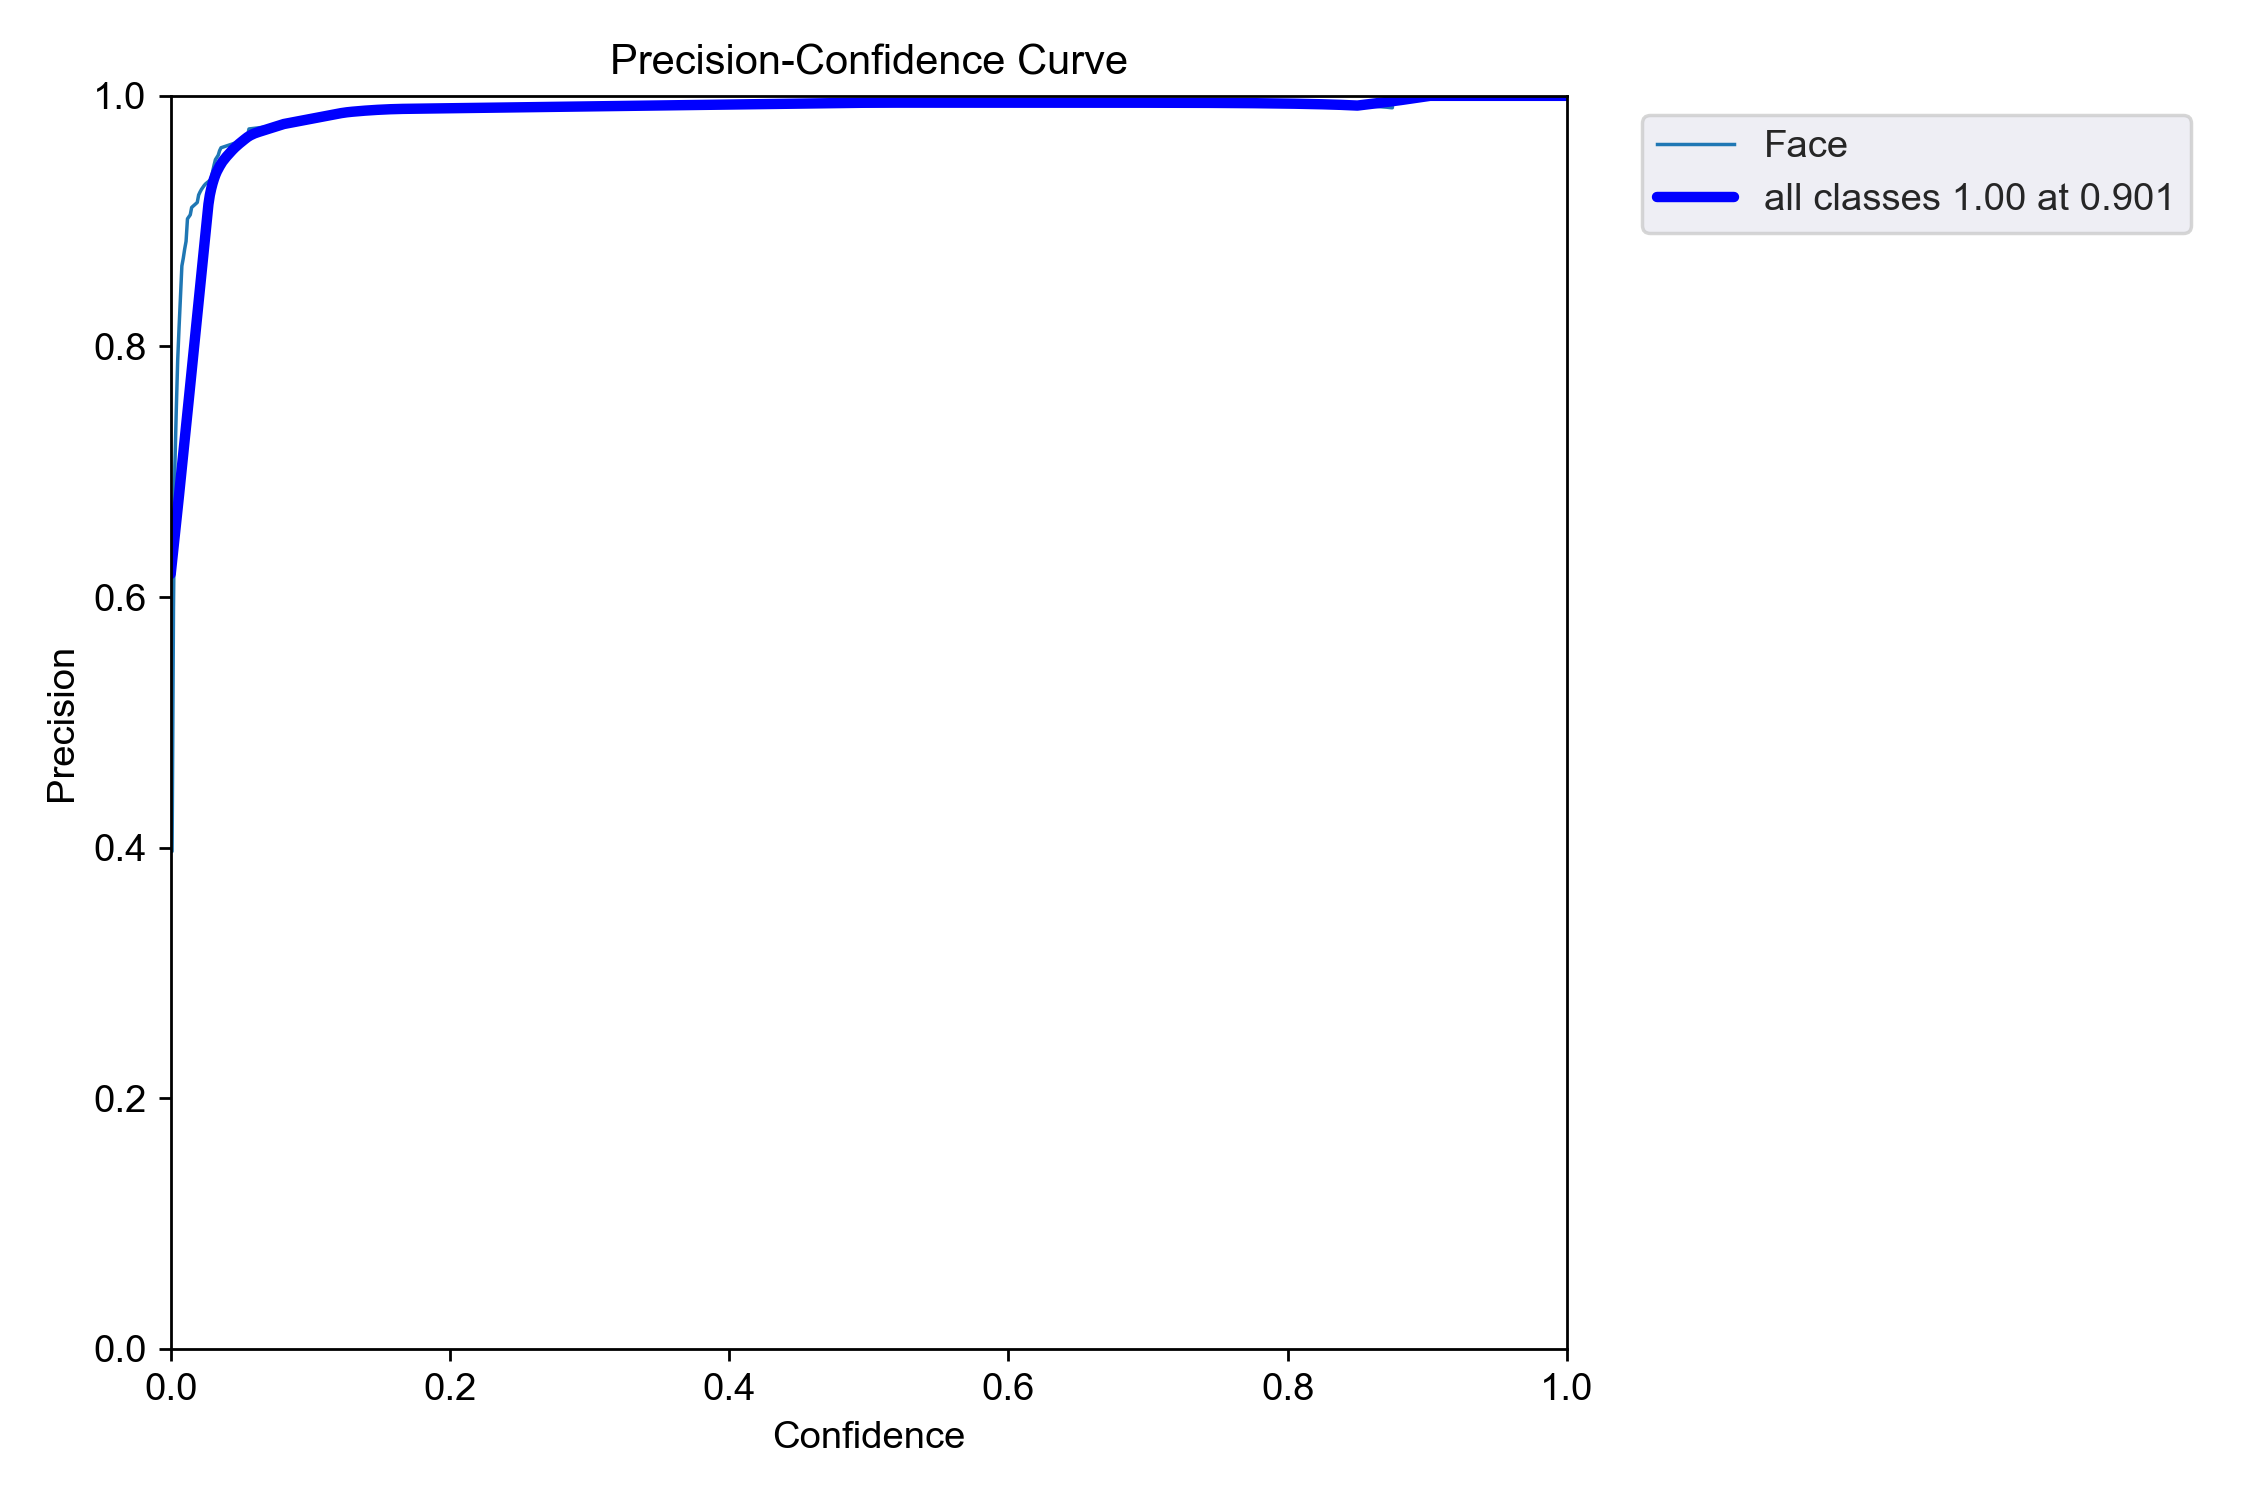 Precision-Confidence Curve
1.0
0.8
0.6
0.4
0.2
0.0
Precision
0.0 0.2 0.4 0.6 0.8 1.0
Confidence
Face
all classes 1.00 at 0.901